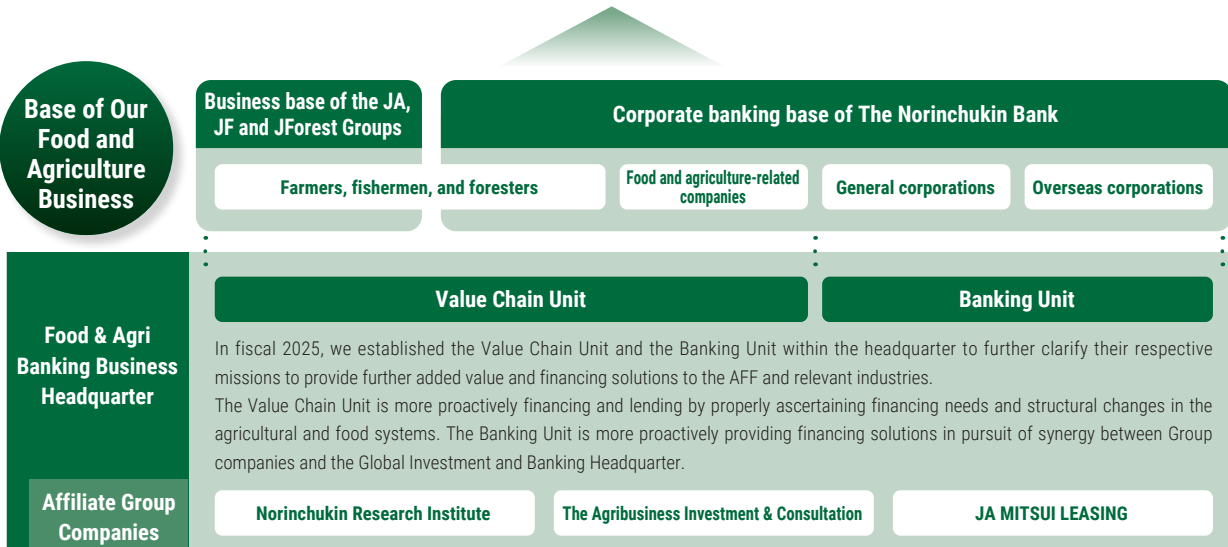 Base of Our
Food and
Agriculture
Business
Business base of the JA,
JF and JForest Groups
Corporate banking base of The Norinchukin Bank
Farmers, fishermen, and foresters
Food and agriculture-related
companies
General corporations
Overseas corporations
Food & Agri
Banking Business
Headquarter
Value Chain Unit
Banking Unit
In fiscal 2025, we established the Value Chain Unit and the Banking Unit within the headquarter to further clarify their respective
missions to provide further added value and financing solutions to the AFF and relevant industries.
The Value Chain Unit is more proactively financing and lending by properly ascertaining financing needs and structural changes in the
agricultural and food systems. The Banking Unit is more proactively providing financing solutions in pursuit of synergy between Group
companies and the Global Investment and Banking Headquarter.
Affiliate Group
Companies
Norinchukin Research Institute
The Agribusiness Investment & Consultation
JA MITSUI LEASING